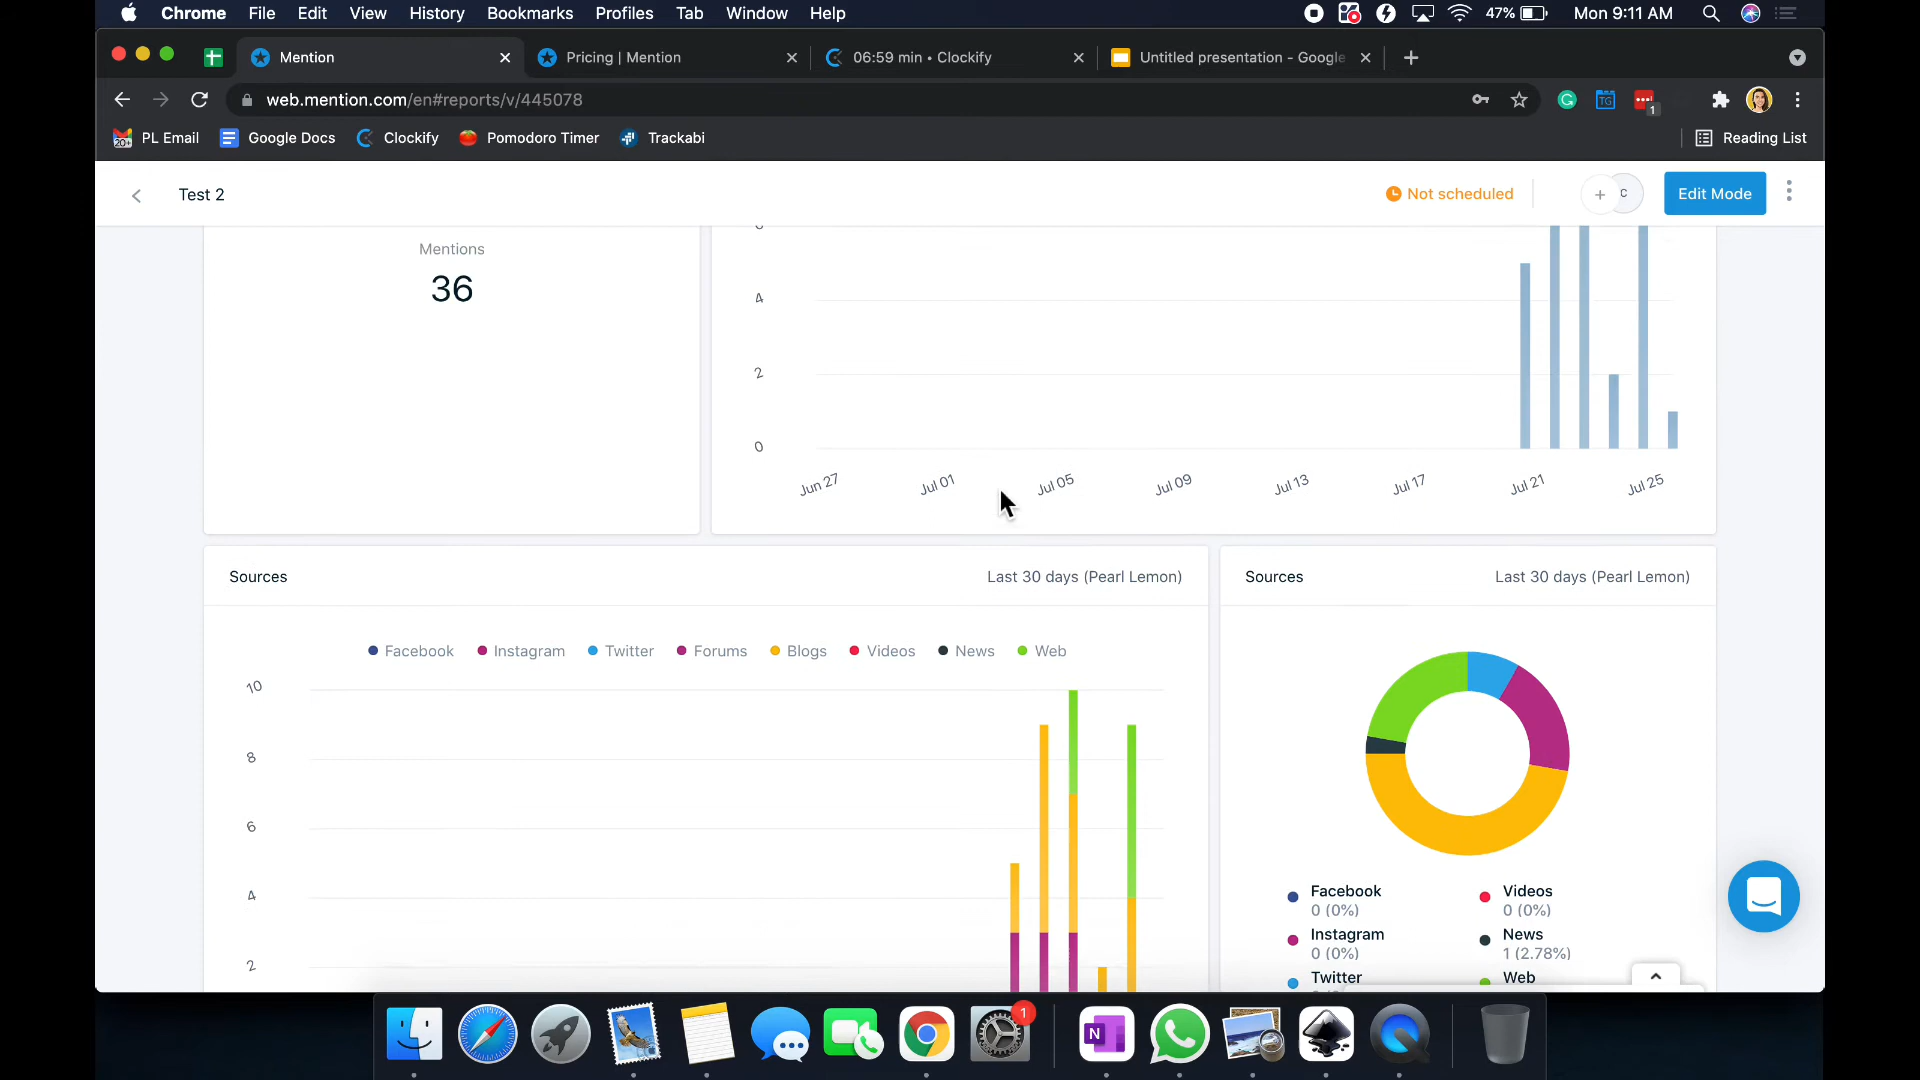 Chrome File Edit View History Bookmarks Profiles Tab Window Help 47% Mon 9:11 AM
Mention Pricing | Mention 06:59 min • Clockify Untitled presentation - Google
web.mention.com/en#reports/v/445078
TG
1
20+ PL Email Google Docs Clockify Pomodoro Timer Trackabi Reading List
Test 2 Not scheduled + C Edit Mode
Mentions
36
4
2
0
Jun 27 Jul 01 Jul 05 Jul 09 Jul 13 Jul 17 Jul 21 Jul 25
Sources Last 30 days (Pearl Lemon) Sources Last 30 days (Pearl Lemon)
Facebook Instagram Twitter Forums Blogs Videos News Web
10
8
6
4
2
Facebook Videos
0 (0%) 0 (0%)
Instagram News
0 (0%) 1 (2.78%)
Twitter Web
1
N